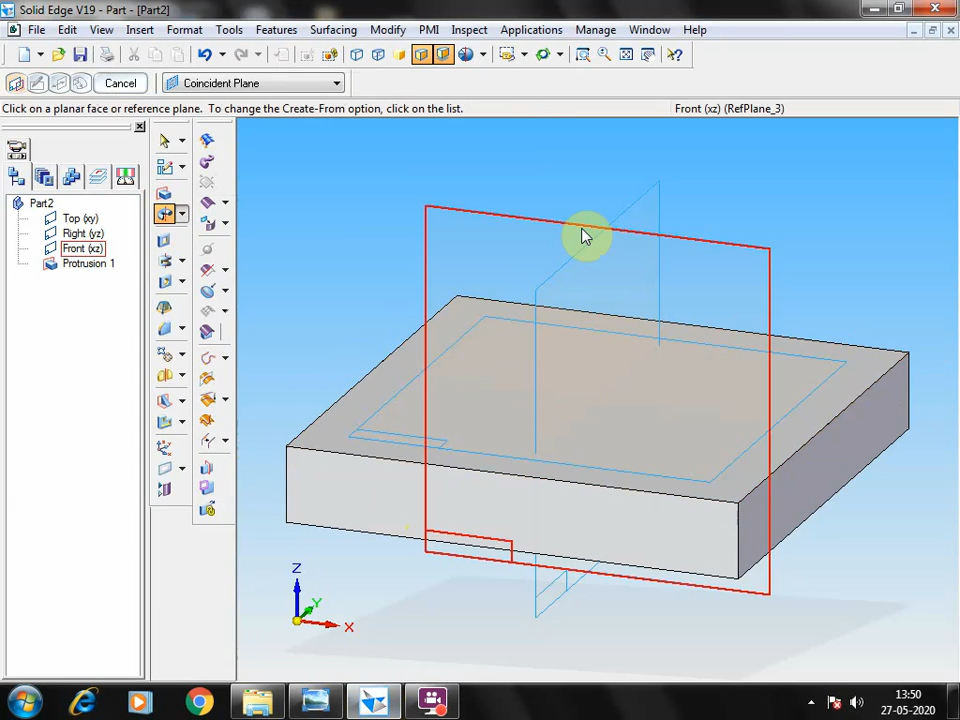 Solid Edge V19 - Part - [Part2]
File Edit View Insert Format Tools Features Surfacing Modify PMI Inspect Applications Manage Window Help
Cancel Coincident Plane
Click on a planar face or reference plane. To change the Create-From option, click on the list. Front (xz) (RefPlane_3)
Part2
Top (xy)
Right (yz)
Front (xz)
Protrusion 1
Z
Y
X
13:50
27-05-2020